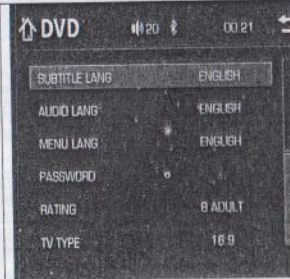 DVD 20 00:21
SUBTITLE LANG ENGLISH
AUDIO LANG ENGLISH
MENU LANG ENGLISH
PASSWORD
RATING 8 ADULT
TV TYPE 16:9